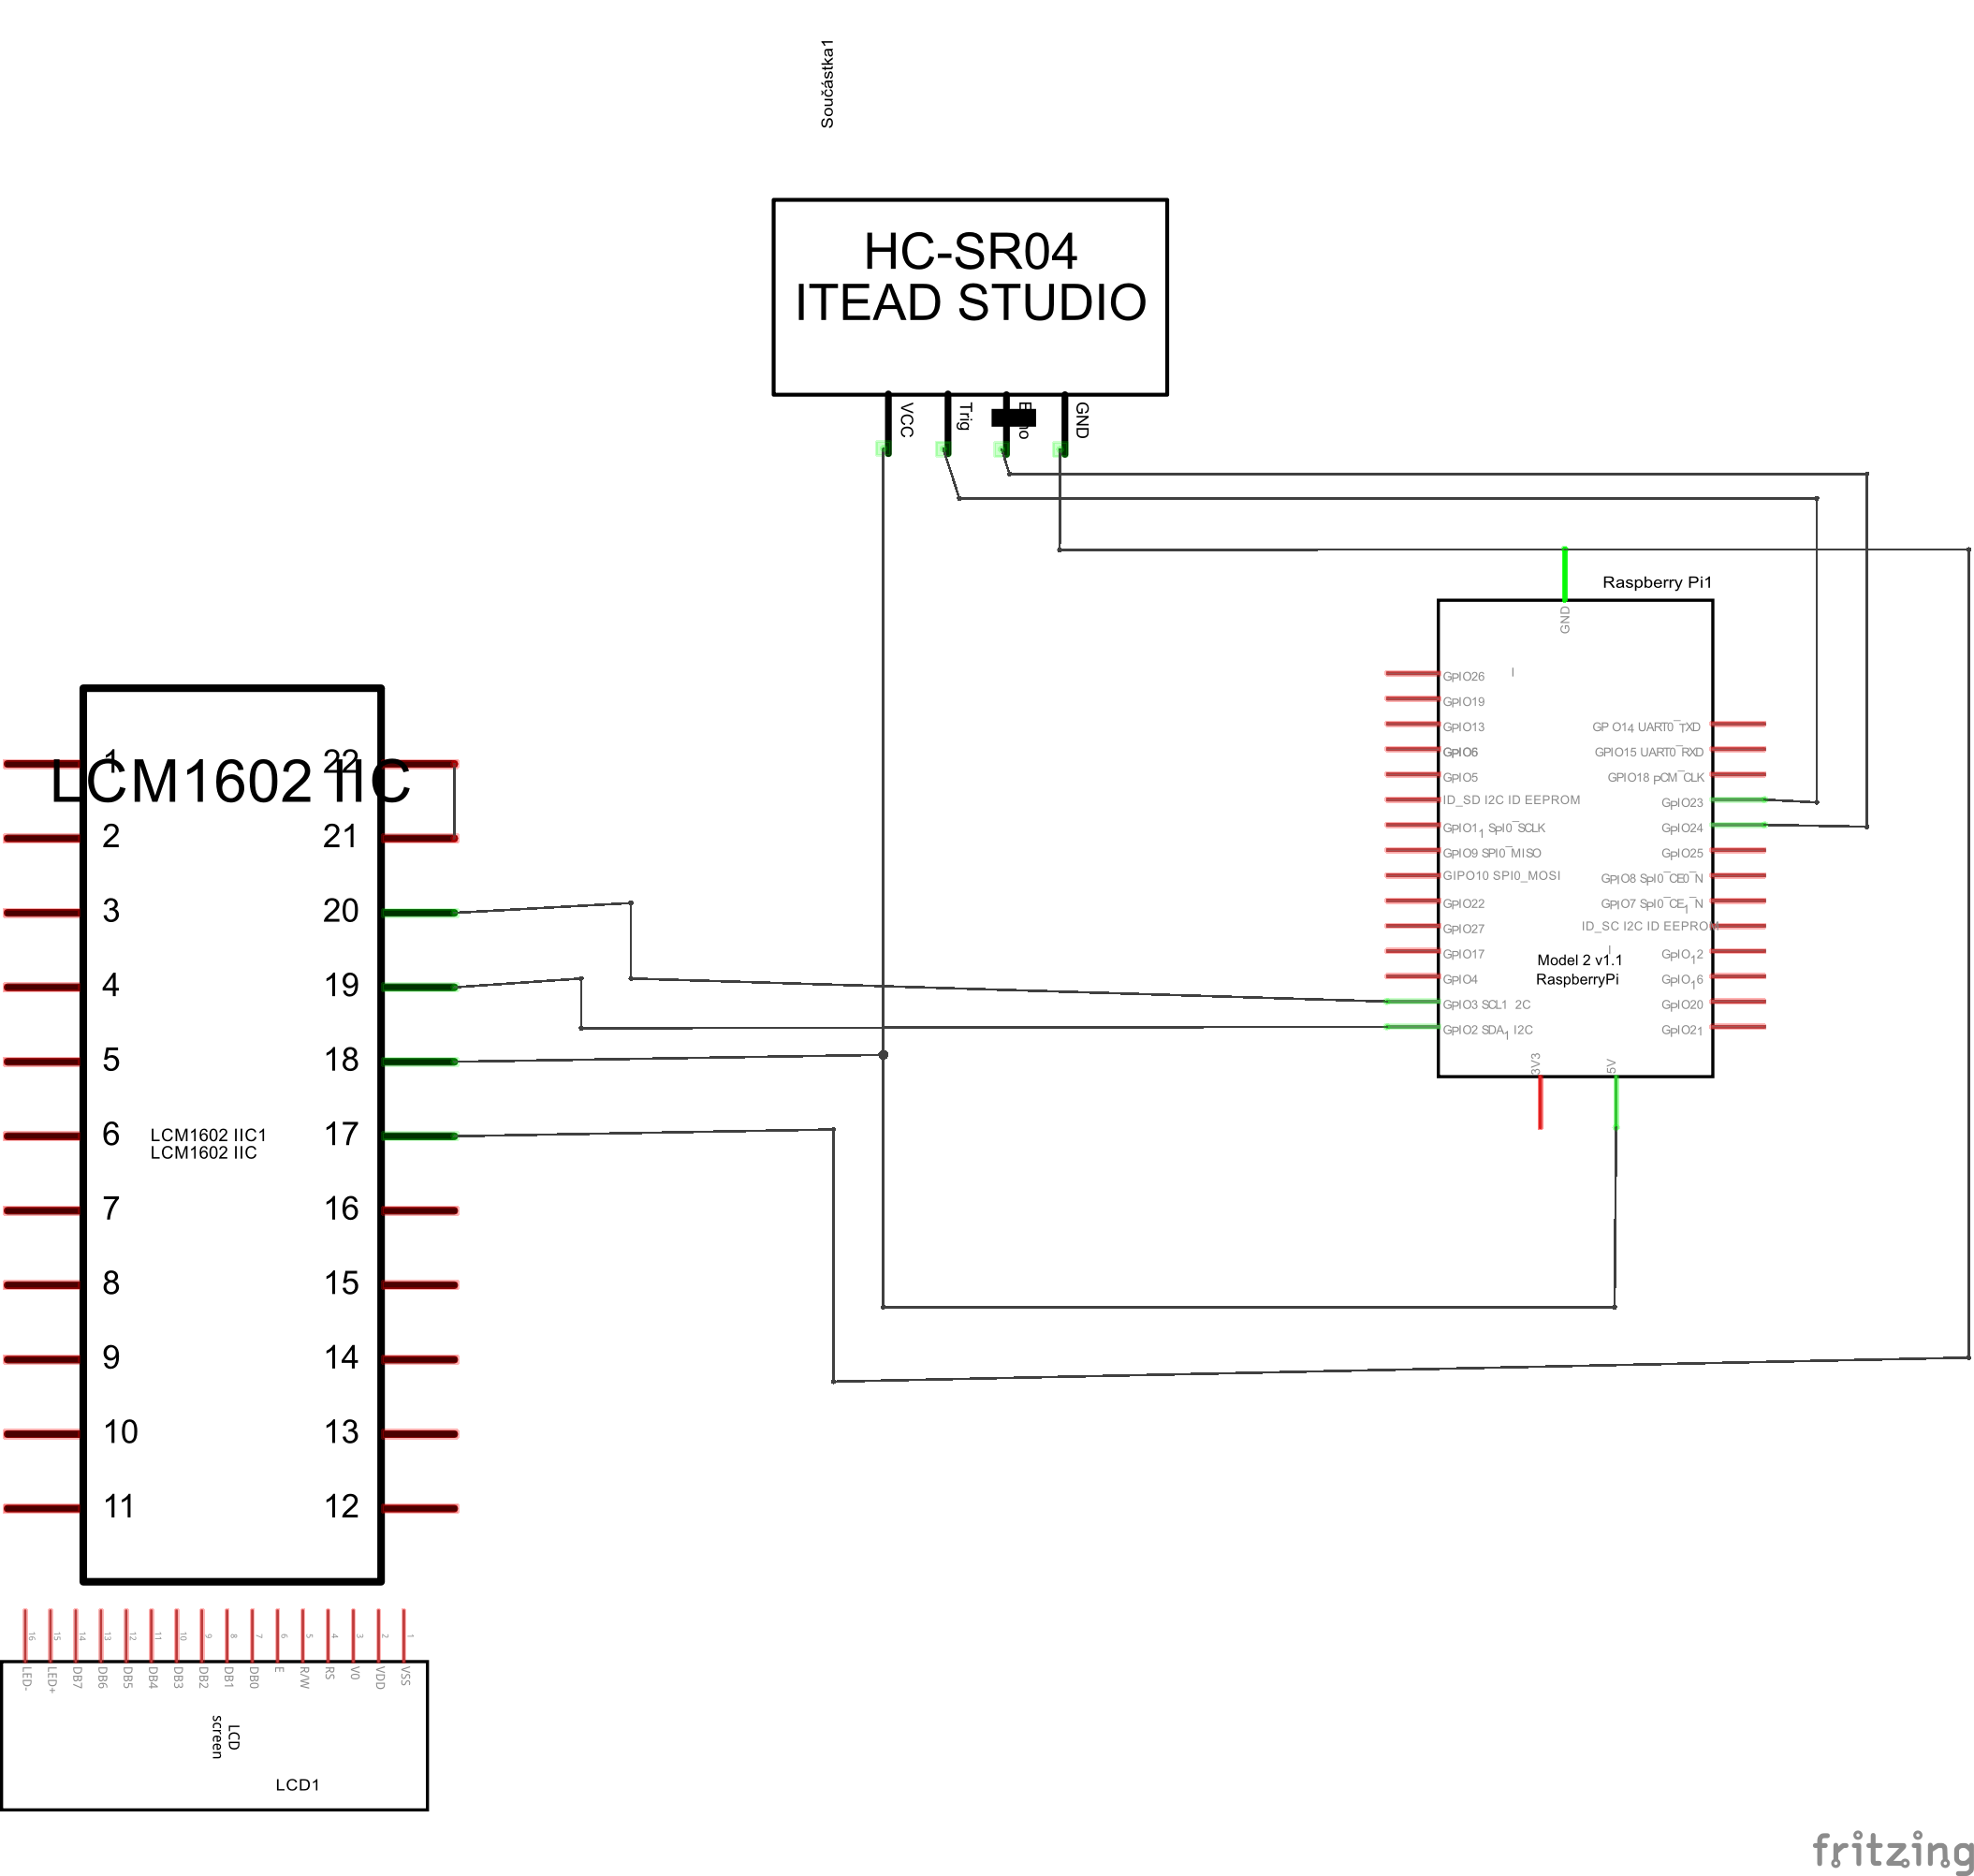 Součástka1
HC-SR04
ITEAD STUDIO
VCC
Trig
GND
Raspberry Pi1
GND
GpIO26
GpIO19
GpIO13
GpIO6
GpIO5
ID_SD I2C ID EEPROM
GpIO11 SpI0_SCLK
GpIO9 SPI0_MISO
GIPO10 SPI0_MOSI
GpIO22
GpIO27
GpIO17
GpIO4
GpIO3 SCL1 2C
GpIO2 SDA1 I2C
GP O14 UART0_TXD
GPIO15 UART0_RXD
GPIO18 pCM_CLK
GpIO23
GpIO24
GpIO25
GpIO8 SpI0_CE0_N
GpIO7 SpI0_CE1_N
ID_SC I2C ID EEPROM
GpIO12
GpIO16
GpIO20
GpIO21
Model 2 v1.1
RaspberryPi
3V3
5V
LCM1602 IIC
1 22
2 21
3 20
4 19
5 18
6 17
LCM1602 IIC1
LCM1602 IIC
7 16
8 15
9 14
10 13
11 12
16 15 14 13 12 11 10 9 8 7 6 5 4 3 2 1
LED- LED+ DB7 DB6 DB5 DB4 DB3 DB2 DB1 DB0 E R/W RS V0 VDD VSS
LCD
screen
LCD1
fritzing